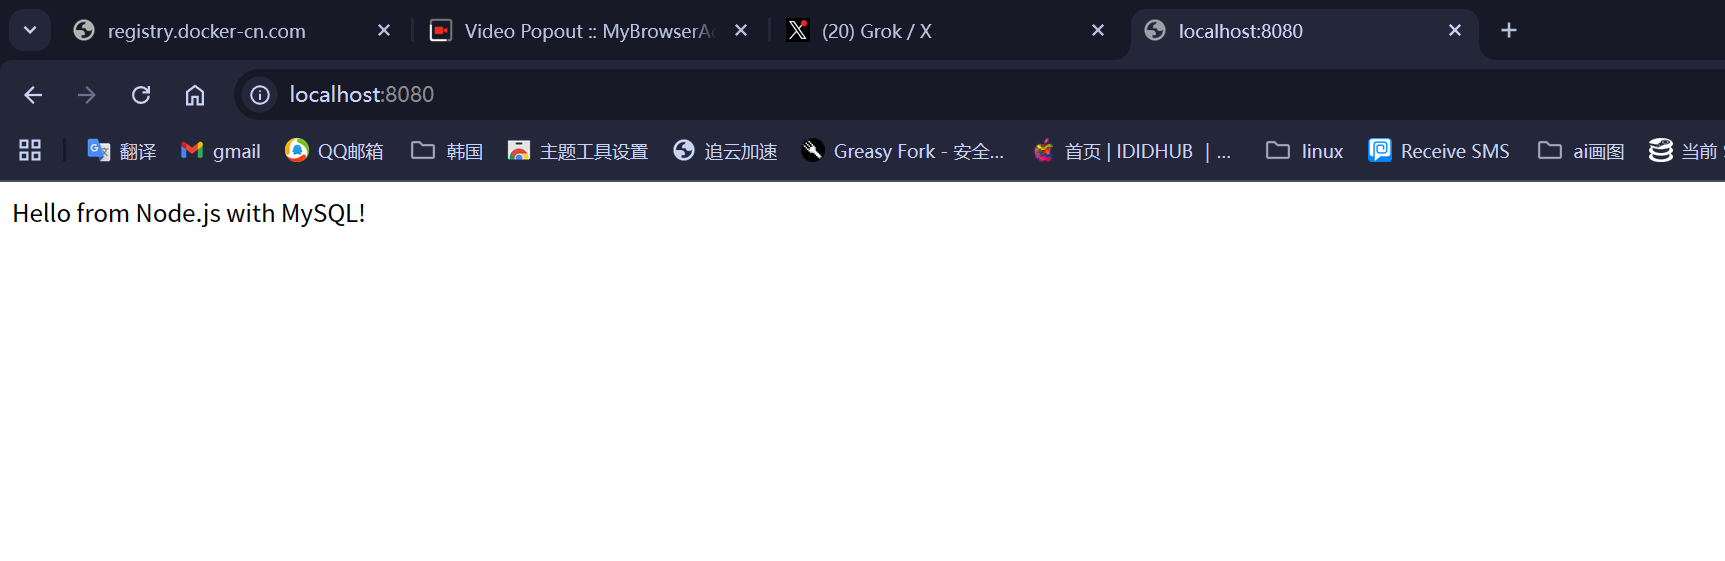 registry.docker-cn.com Video Popout :: MyBrowserAd (20) Grok / X localhost:8080
localhost:8080
翻译 gmail QQ邮箱 韩国 主题工具设置 追云加速 Greasy Fork - 安全... 首页 | IDIDHUB | ... linux Receive SMS ai画图 当前
Hello from Node.js with MySQL!